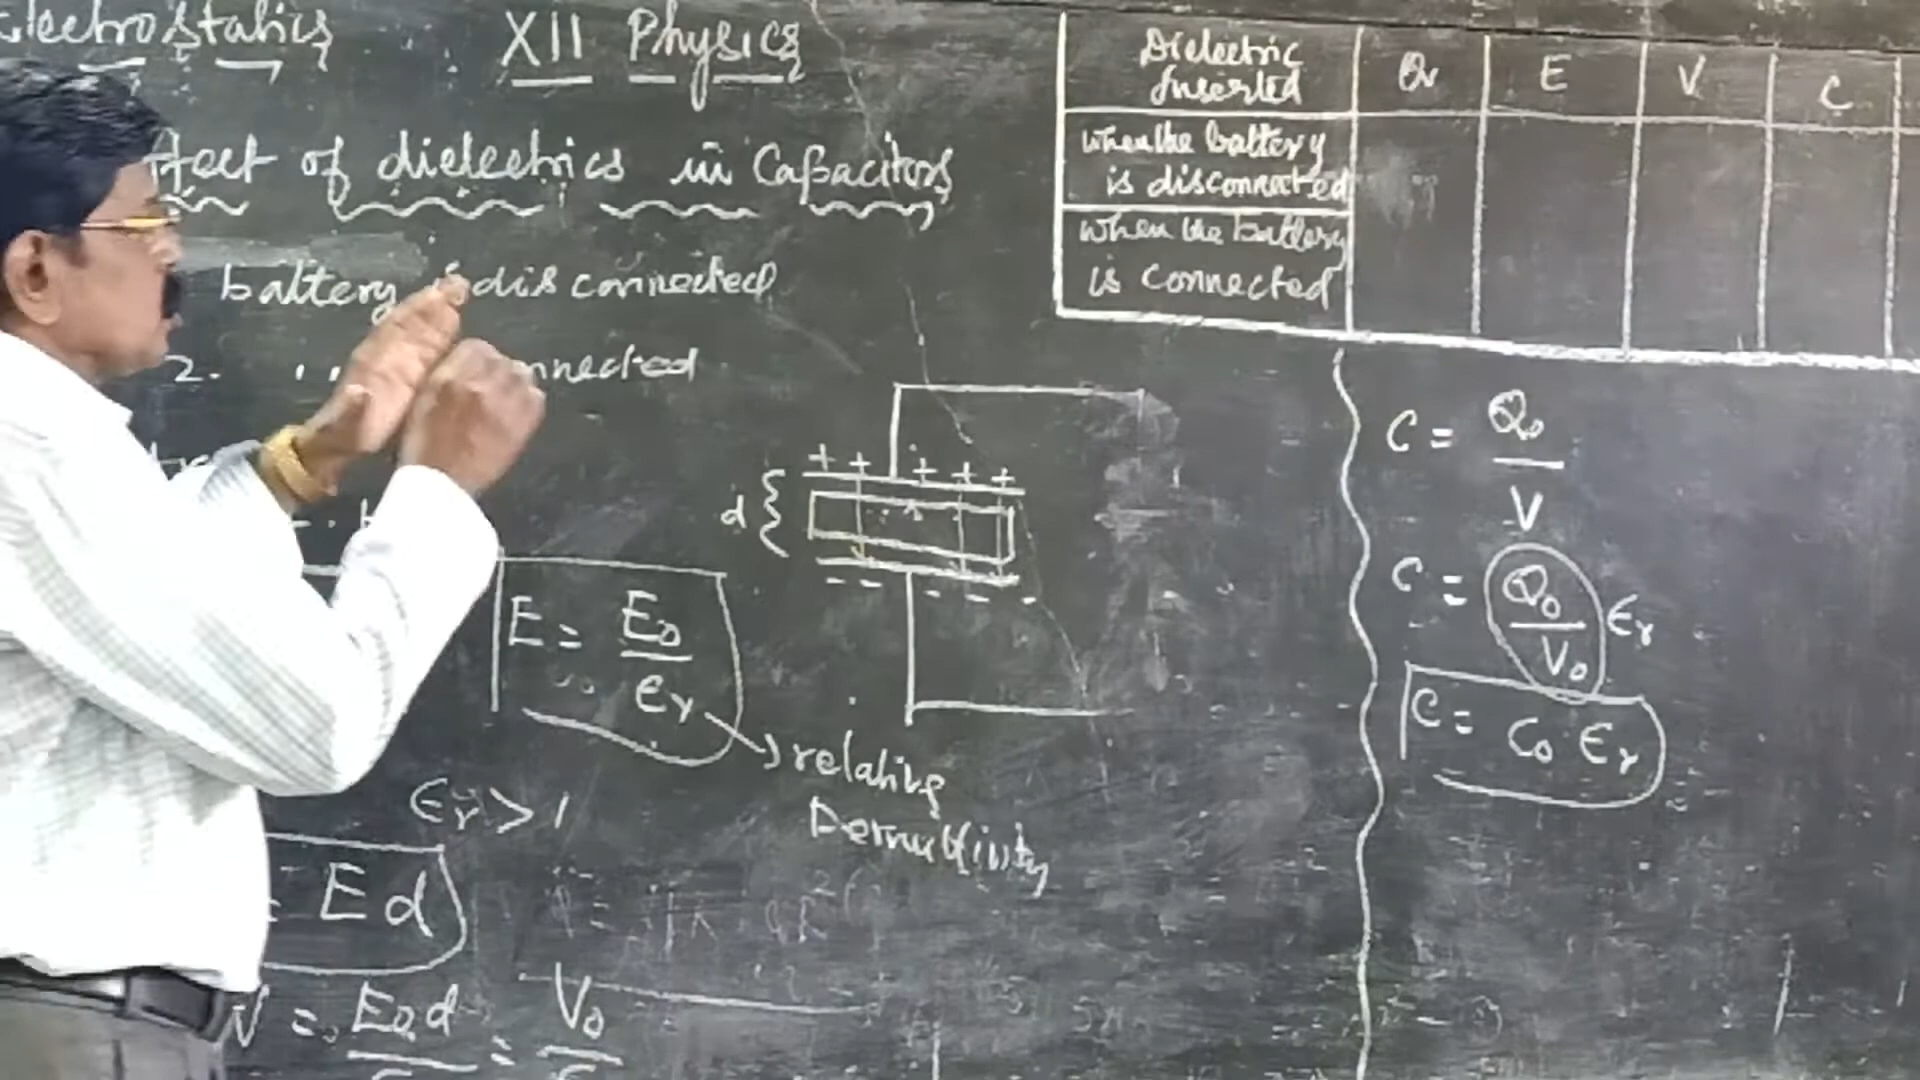 Electrostatics
XII Physics
ffect of dielectrics in Capacitors
battery is disconnected
2. .. connected
d
+ + + + +
- - - - - -
E = E₀ / ϵr
relative
Permittivity
ϵr > 1
= Ed
V = E₀d = V₀
Dielectric Inserted | Q | E | V | C
when the battery
is disconnected
when the battery
is connected
C = Q₀ / V
C = Q₀ / V₀ ϵr
C = C₀ ϵr